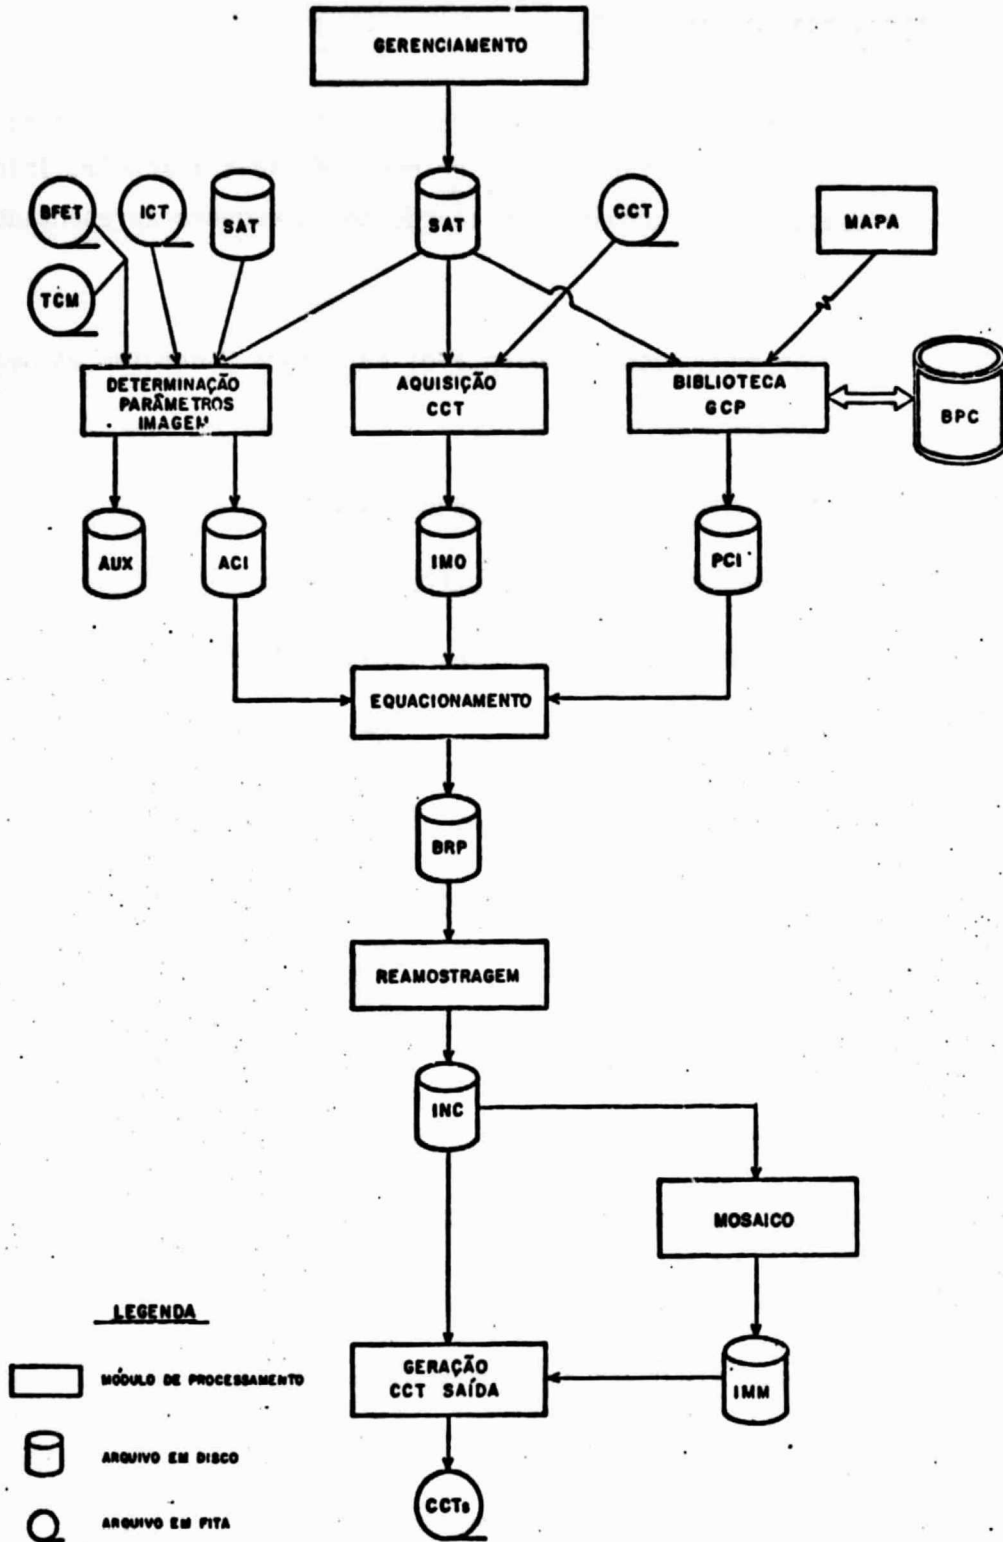 GERENCIAMENTO
BFET
ICT
SAT
SAT
CCT
MAPA
TCM
DETERMINAÇÃO
PARÂMETROS
IMAGEM
AQUISIÇÃO
CCT
BIBLIOTECA
GCP
BPC
AUX
ACI
IMO
PCI
EQUACIONAMENTO
BRP
REAMOSTRAGEM
INC
MOSAICO
LEGENDA
MÓDULO DE PROCESSAMENTO
GERAÇÃO
CCT SAÍDA
IMM
ARQUIVO EM DISCO
CCTs
ARQUIVO EM FITA